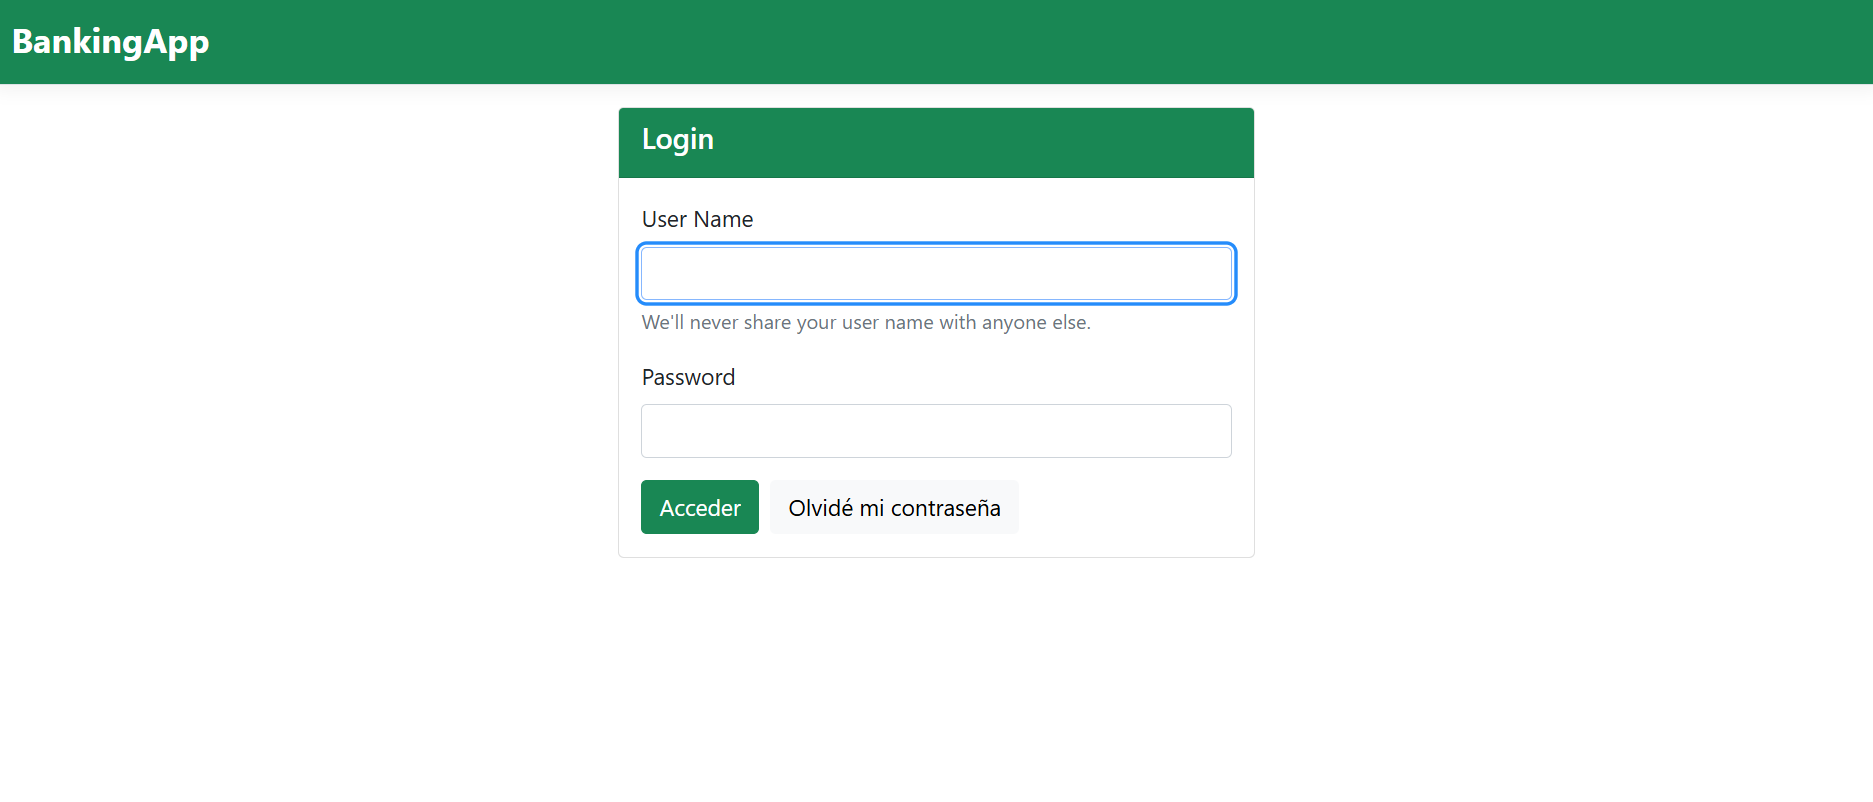 BankingApp
Login
User Name
We'll never share your user name with anyone else.
Password
Acceder Olvidé mi contraseña